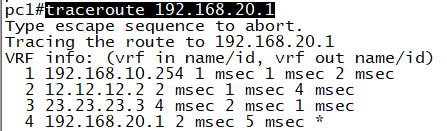 pc1#traceroute 192.168.20.1
Type escape sequence to abort.
Tracing the route to 192.168.20.1
VRF info: (vrf in name/id, vrf out name/id)
1 192.168.10.254 1 msec 1 msec 2 msec
2 12.12.12.2 2 msec 1 msec 4 msec
3 23.23.23.3 4 msec 2 msec 1 msec
4 192.168.20.1 2 msec 5 msec *